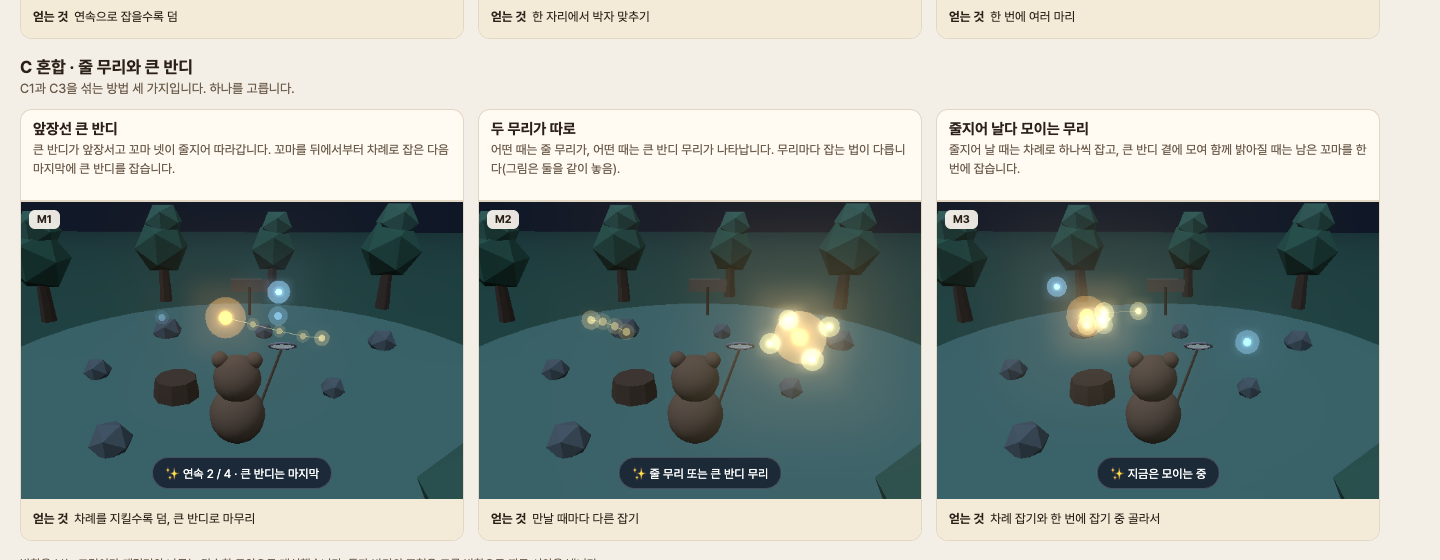 얻는 것 연속으로 잡을수록 덤
얻는 것 한 자리에서 박자 맞추기
얻는 것 한 번에 여러 마리
C 혼합 · 줄 무리와 큰 반디
C1과 C3을 섞는 방법 세 가지입니다. 하나를 고릅니다.
앞장선 큰 반디
큰 반디가 앞장서고 꼬마 넷이 줄지어 따라갑니다. 꼬마를 뒤에서부터 차례로 잡은 다음
마지막에 큰 반디를 잡습니다.
M1
✨ 연속 2 / 4 · 큰 반디는 마지막
얻는 것 차례를 지킬수록 덤, 큰 반디로 마무리
두 무리가 따로
어떤 때는 줄 무리가, 어떤 때는 큰 반디 무리가 나타납니다. 무리마다 잡는 법이 다릅니
다(그림은 둘을 같이 놓음).
M2
✨ 줄 무리 또는 큰 반디 무리
얻는 것 만날 때마다 다른 잡기
줄지어 날다 모이는 무리
줄지어 날 때는 차례로 하나씩 잡고, 큰 반디 곁에 모여 함께 밝아질 때는 남은 꼬마를 한
번에 잡습니다.
M3
✨ 지금은 모이는 중
얻는 것 차례 잡기와 한 번에 잡기 중 골라서